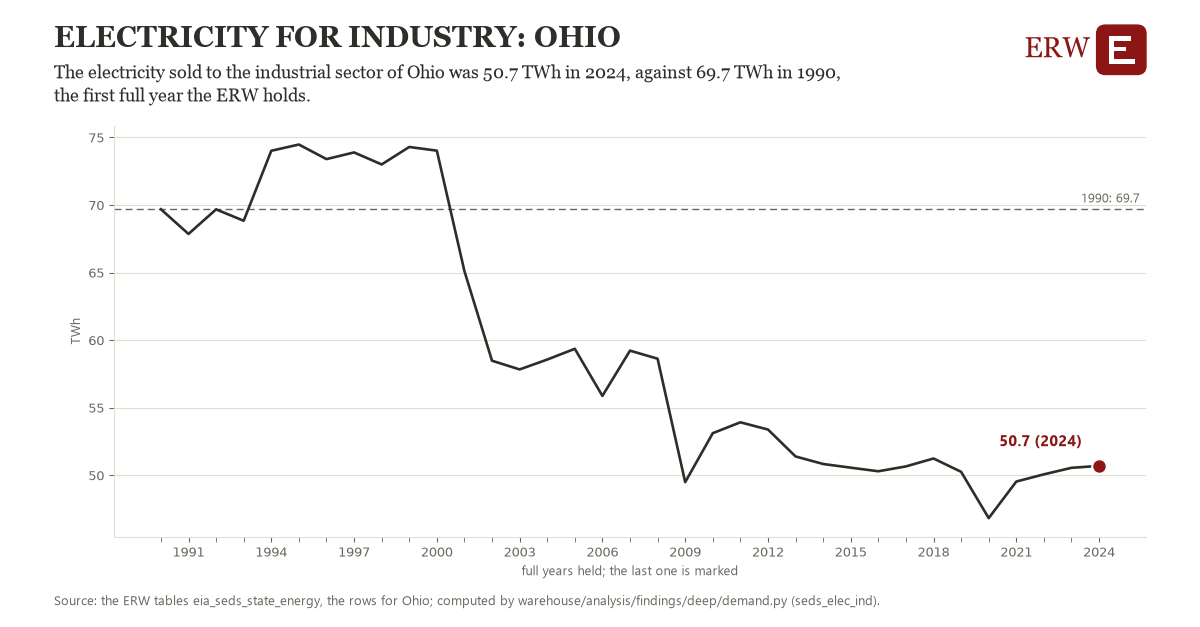 ELECTRICITY FOR INDUSTRY: OHIO
The electricity sold to the industrial sector of Ohio was 50.7 TWh in 2024, against 69.7 TWh in 1990,
the first full year the ERW holds.
ERW E
75
70
65
60
55
50
TWh
1990: 69.7
50.7 (2024)
1991 1994 1997 2000 2003 2006 2009 2012 2015 2018 2021 2024
full years held; the last one is marked
Source: the ERW tables eia_seds_state_energy, the rows for Ohio; computed by warehouse/analysis/findings/deep/demand.py (seds_elec_ind).